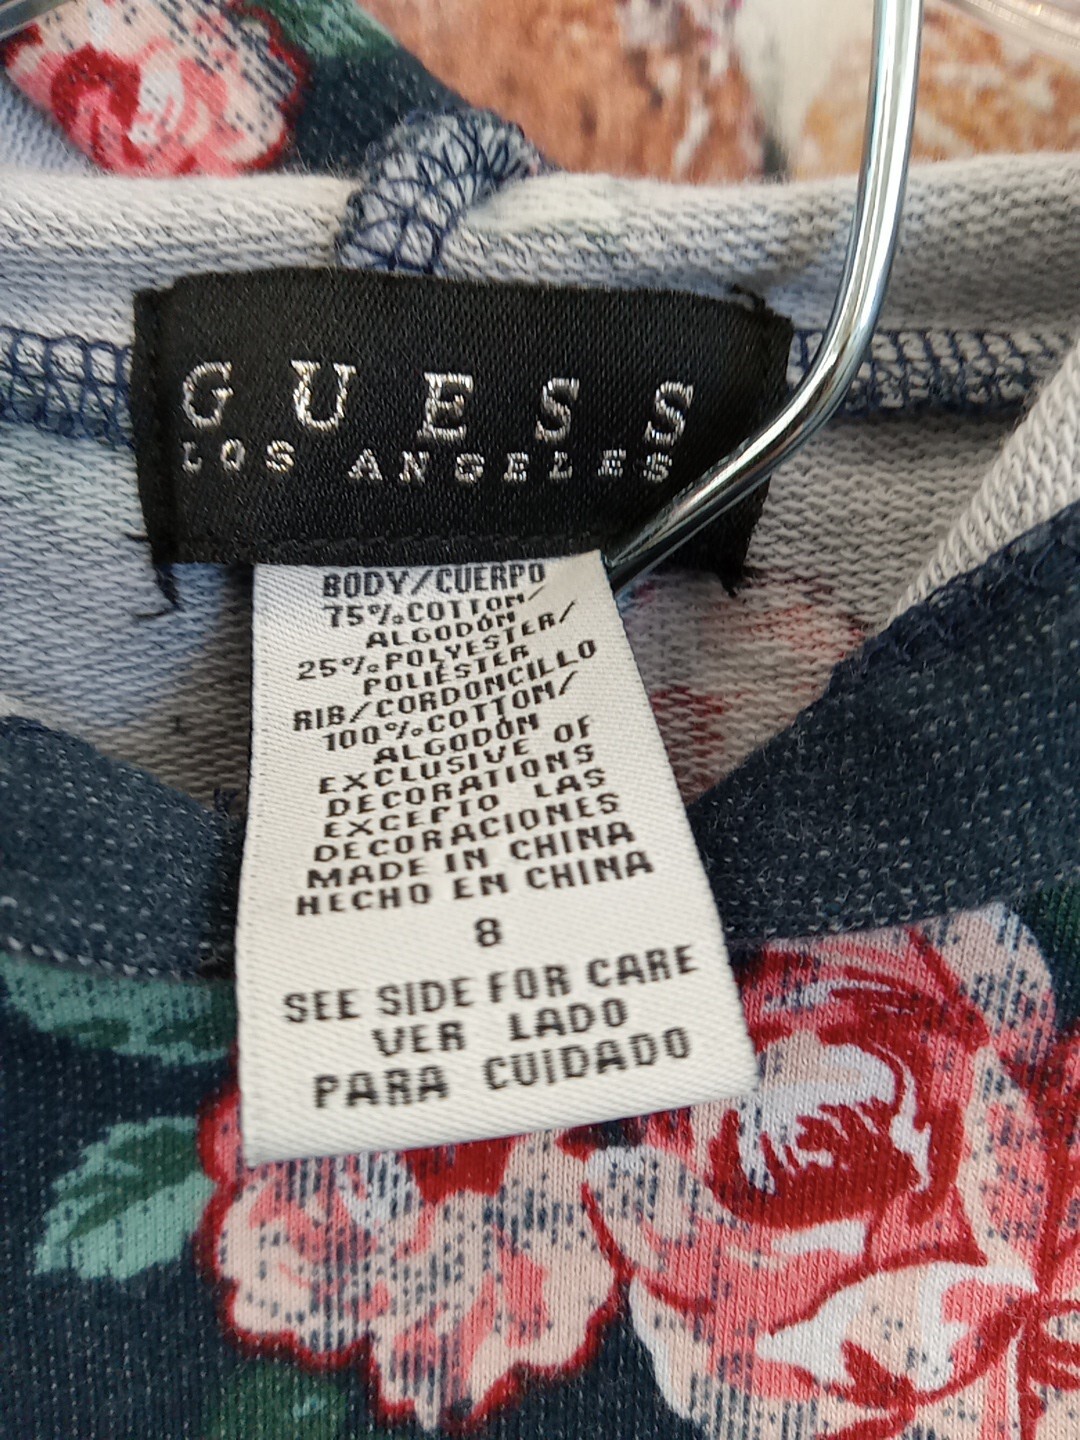 GUESS
LOS ANGELES
BODY/CUERPO
75% COTTON/
ALGODÓN
25% POLYESTER/
POLIÉSTER
RIB/CORDONCILLO
100% COTTON/
ALGODÓN
EXCLUSIVE OF
DECORATIONS
EXCEPTO LAS
DECORACIONES
MADE IN CHINA
HECHO EN CHINA
8
SEE SIDE FOR CARE
VER LADO
PARA CUIDADO